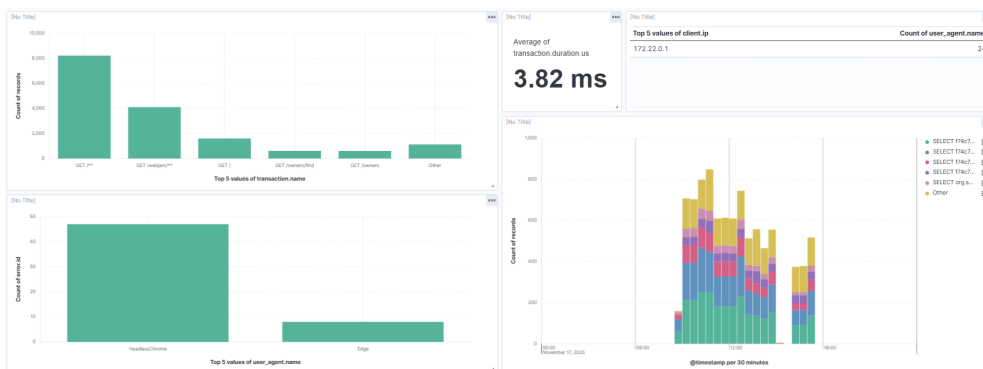 [No Title]
10,000
8,000
6,000
4,000
2,000
0
Count of records
GET /**
GET /webjars/**
GET /
GET /owners/find
GET /owners
Other
Top 5 values of transaction.name
[No Title]
Average of
transaction.duration.us
3.82 ms
[No Title]
Top 5 values of client.ip Count of user_agent.name
172.22.0.1 24
[No Title]
50
40
30
20
10
0
Count of error.id
HeadlessChrome
Edge
Top 5 values of user_agent.name
[No Title]
1,000
800
600
400
200
0
Count of records
00:00
November 17, 2025
06:00
12:00
18:00
@timestamp per 30 minutes
SELECT f74c7...
SELECT f74c7...
SELECT f74c7...
SELECT f74c7...
SELECT org.s...
Other